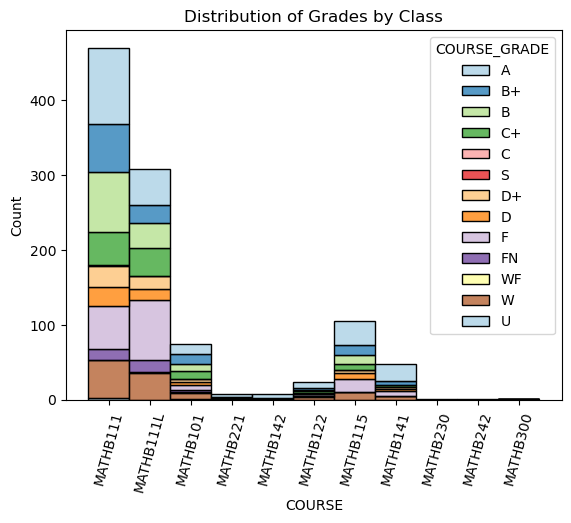 Distribution of Grades by Class
Count
400
300
200
100
0
COURSE_GRADE
A
B+
B
C+
C
S
D+
D
F
FN
WF
W
U
MATHB111
MATHB111L
MATHB101
MATHB221
MATHB142
MATHB122
MATHB115
MATHB141
MATHB230
MATHB242
MATHB300
COURSE